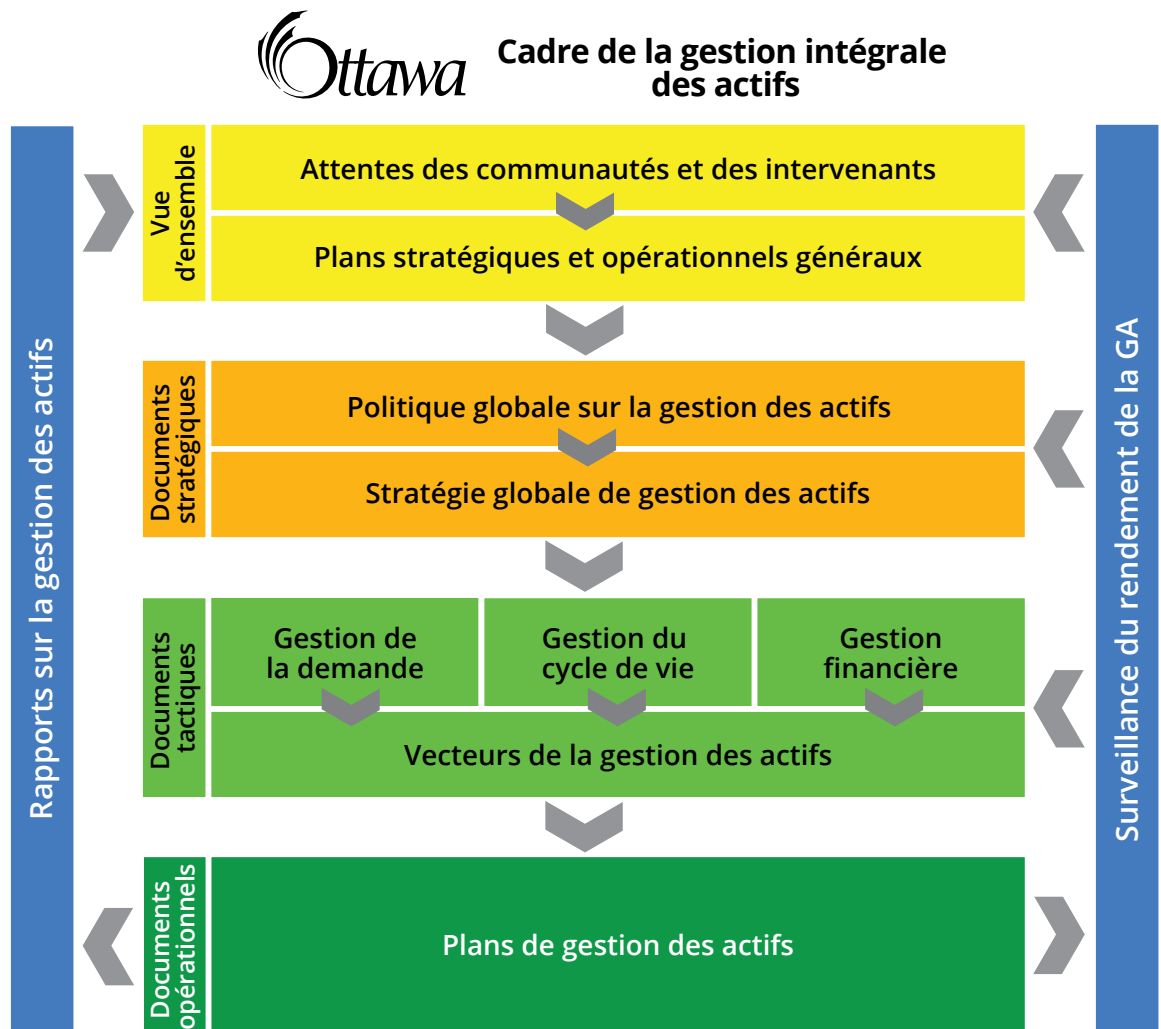 Ottawa
Cadre de la gestion intégrale
des actifs
Rapports sur la gestion des actifs
Vue
d'ensemble
Attentes des communautés et des intervenants
Plans stratégiques et opérationnels généraux
Documents
stratégiques
Politique globale sur la gestion des actifs
Stratégie globale de gestion des actifs
Documents
tactiques
Gestion de
la demande
Gestion du
cycle de vie
Gestion
financière
Vecteurs de la gestion des actifs
Documents
opérationnels
Plans de gestion des actifs
Surveillance du rendement de la GA